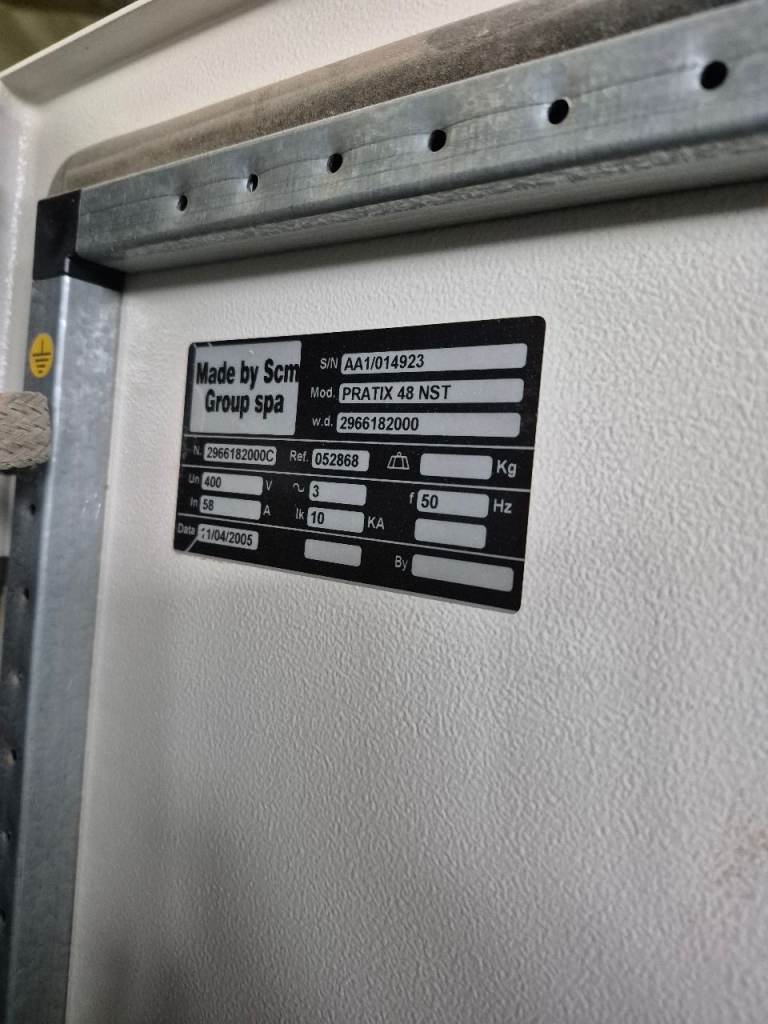 Made by Scm
Group spa
S/N AA1/014923
Mod. PRATIX 48 NST
w.d. 2966182000
N. 2966182000C Ref. 052868 Kg
Un 400 V ~ 3 f 50 Hz
In 58 A Ik 10 KA
Data 11/04/2005 By